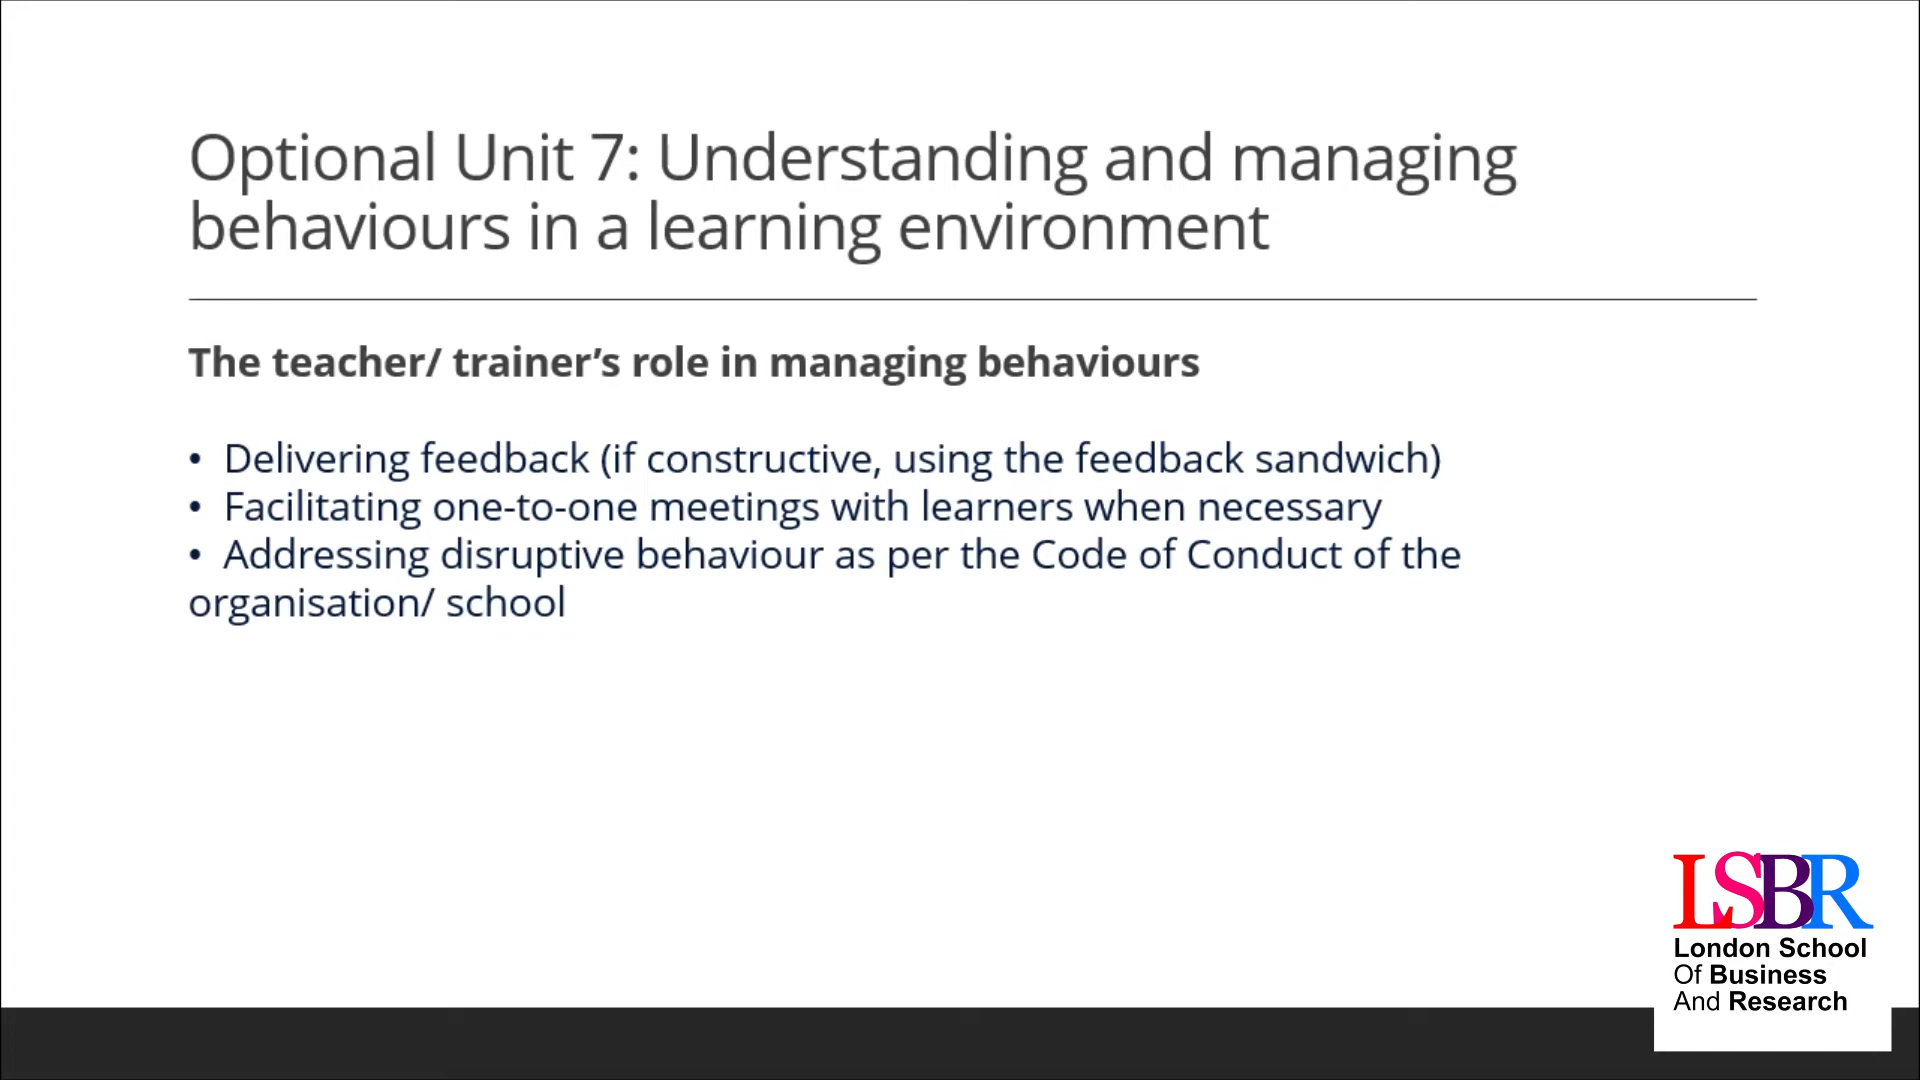 Optional Unit 7: Understanding and managing
behaviours in a learning environment
The teacher/ trainer’s role in managing behaviours
• Delivering feedback (if constructive, using the feedback sandwich)
• Facilitating one-to-one meetings with learners when necessary
• Addressing disruptive behaviour as per the Code of Conduct of the
organisation/ school
LSBR
London School
Of Business
And Research